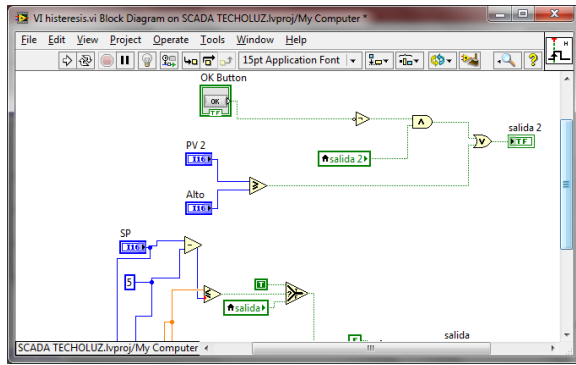 VI histeresis.vi Block Diagram on SCADA TECHOLUZ.lvproj/My Computer *
File Edit View Project Operate Tools Window Help
15pt Application Font
OK Button
OK
TF
salida 2
TF
PV 2
I16
salida 2
Alto
I16
SP
I16
5
T
salida
salida
SCADA TECHOLUZ.lvproj/My Computer